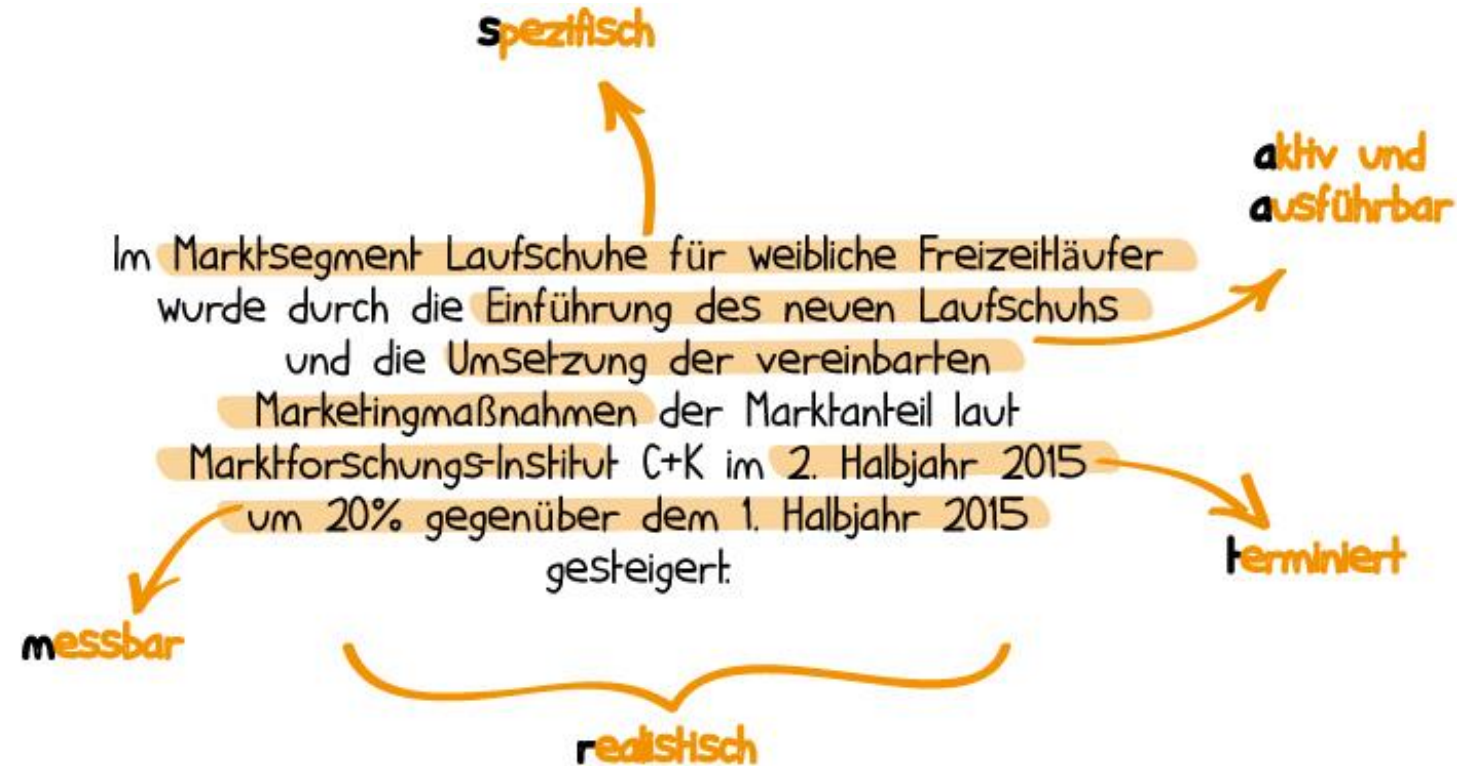 spezifisch
aktiv und
ausführbar
Im Marktsegment Laufschuhe für weibliche Freizeitläufer
wurde durch die Einführung des neuen Laufschuhs
und die Umsetzung der vereinbarten
Marketingmaßnahmen der Marktanteil laut
Marktforschungs-Institut C+K im 2. Halbjahr 2015
um 20% gegenüber dem 1. Halbjahr 2015
gesteigert.
terminiert
messbar
realistisch